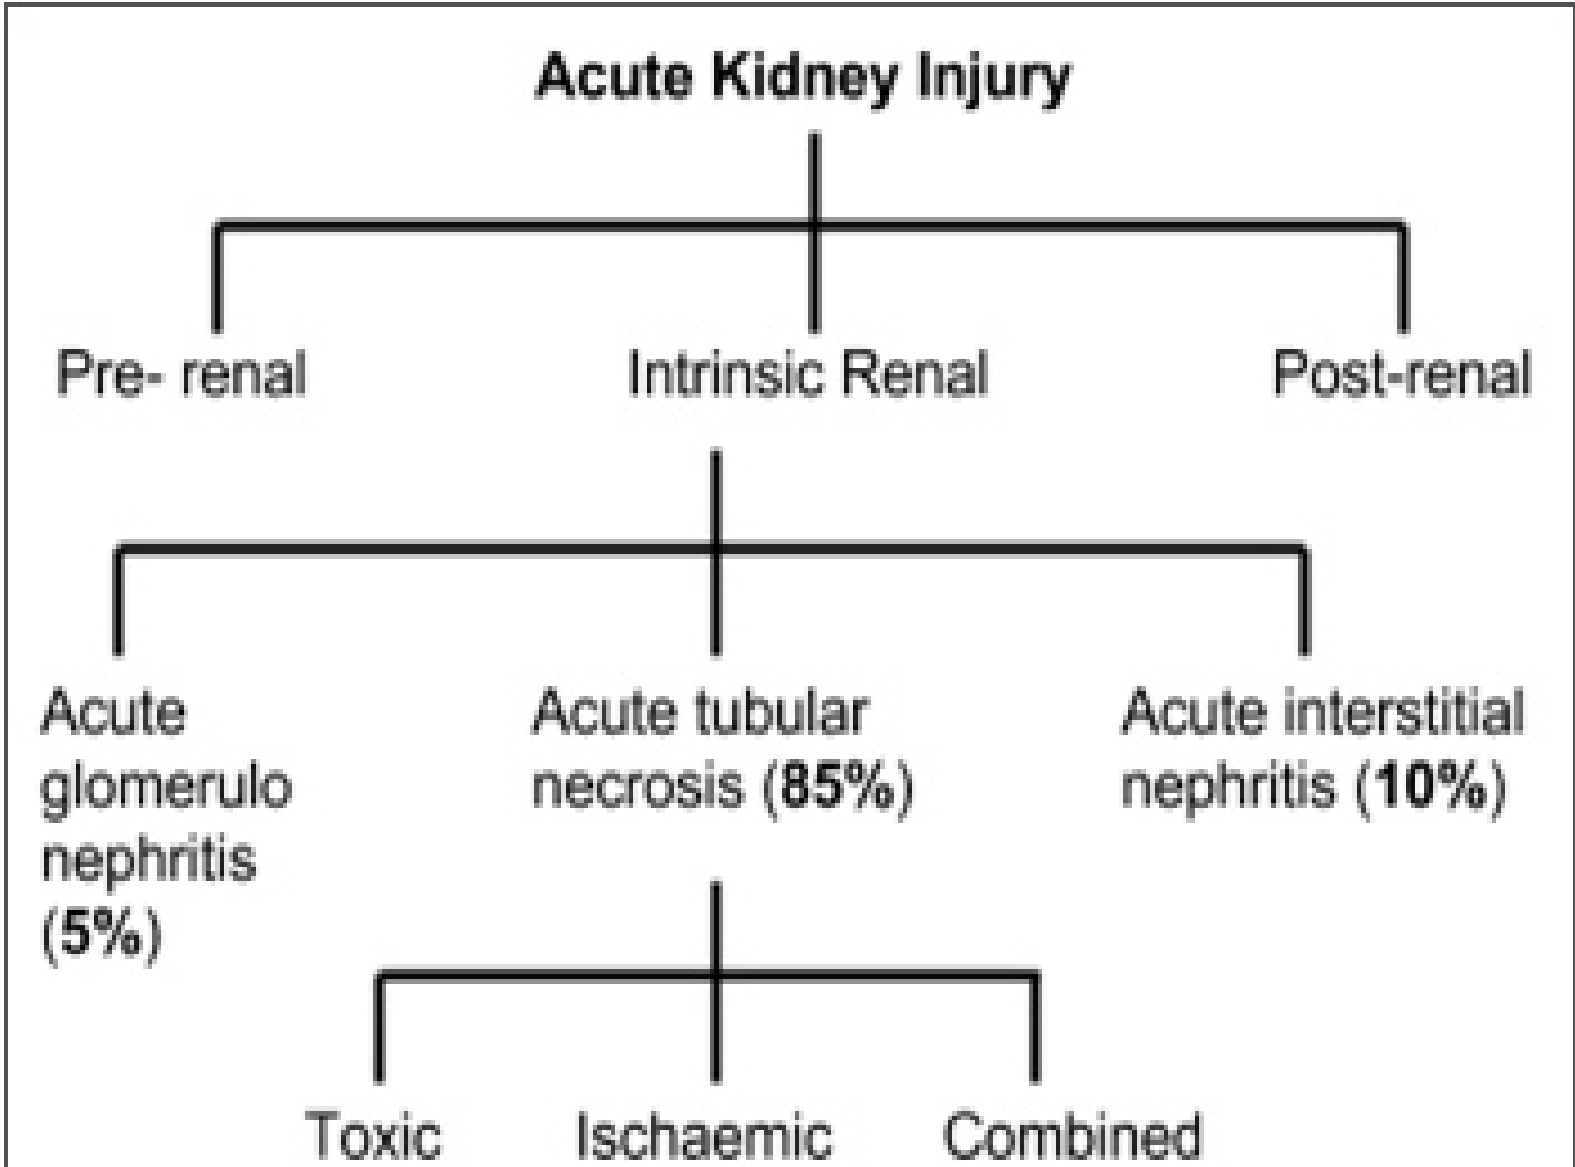 Acute Kidney Injury
Pre- renal Intrinsic Renal Post-renal
Acute
glomerulo
nephritis
(5%)
Acute tubular
necrosis (85%)
Acute interstitial
nephritis (10%)
Toxic Ischaemic Combined